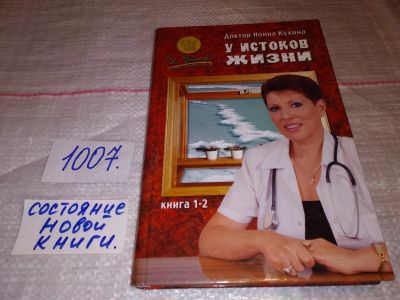 Доктор Нонна Кухина
У ИСТОКОВ
ЖИЗНИ
книга 1-2
1007.
состояние
новой
книги.